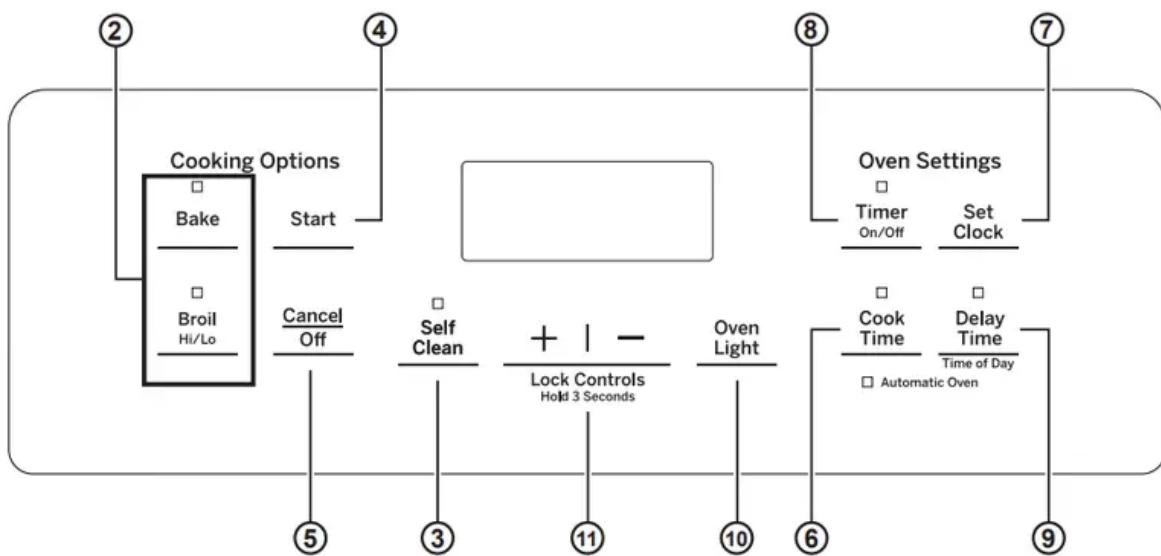 2 4 8 7
Cooking Options
Oven Settings
Bake
Start
Timer
On/Off
Set
Clock
Broil
Hi/Lo
Cancel
Off
Self
Clean
+ | −
Lock Controls
Hold 3 Seconds
Oven
Light
Cook
Time
Delay
Time
Time of Day
Automatic Oven
5 3 11 10 6 9